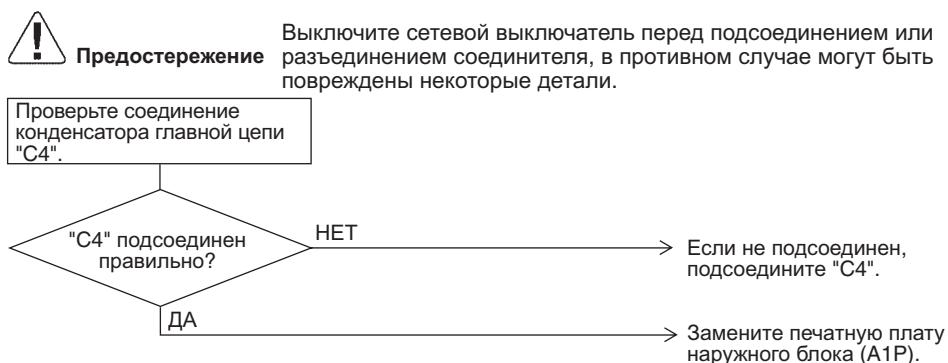 Выключите сетевой выключатель перед подсоединением или
Предостережение разъединением соединителя, в противном случае могут быть
повреждены некоторые детали.
Проверьте соединение
конденсатора главной цепи
"C4".
"C4" подсоединен
правильно?
НЕТ
Если не подсоединен,
подсоедините "C4".
ДА
Замените печатную плату
наружного блока (A1P).